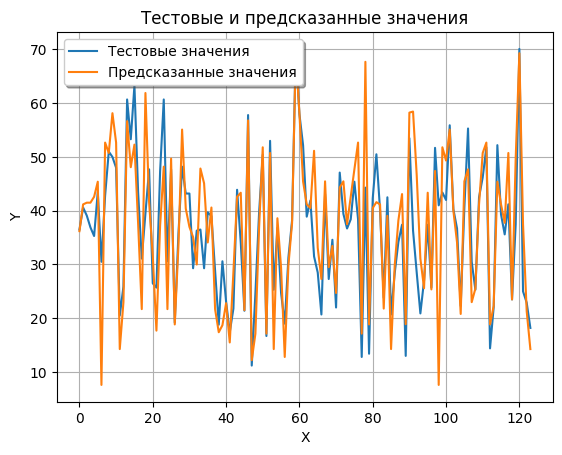 Тестовые и предсказанные значения
Тестовые значения
Предсказанные значения
70
60
50
40
30
20
10
Y
0 20 40 60 80 100 120
X